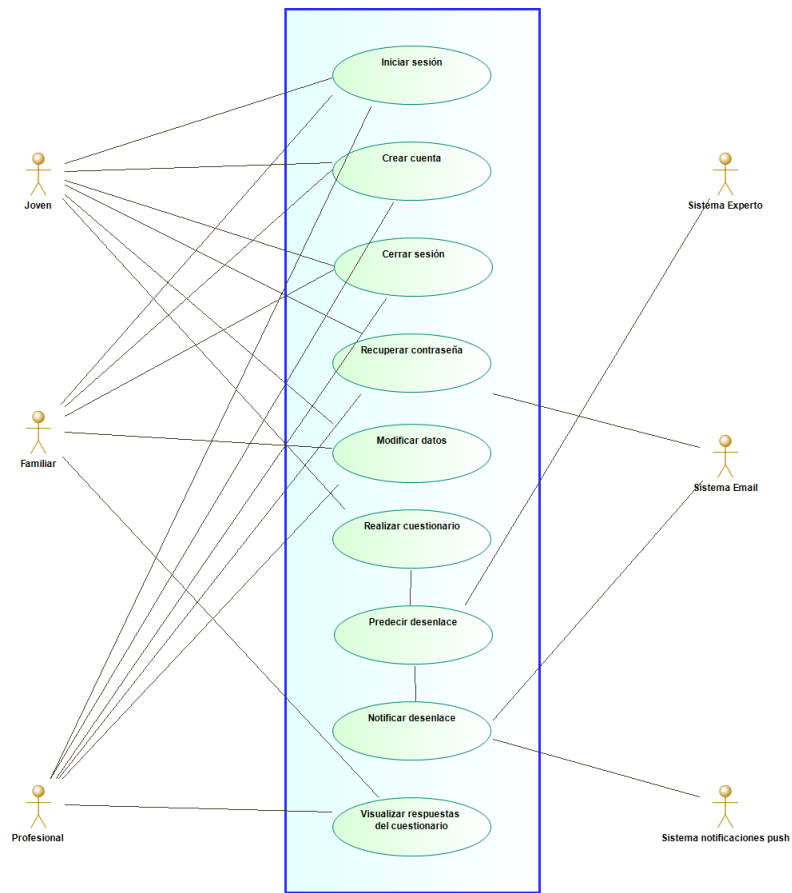 Iniciar sesión
Crear cuenta
Joven
Sistema Experto
Cerrar sesión
Recuperar contraseña
Modificar datos
Familiar
Sistema Email
Realizar cuestionario
Predecir desenlace
Notificar desenlace
Visualizar respuestas
del cuestionario
Profesional
Sistema notificaciones push